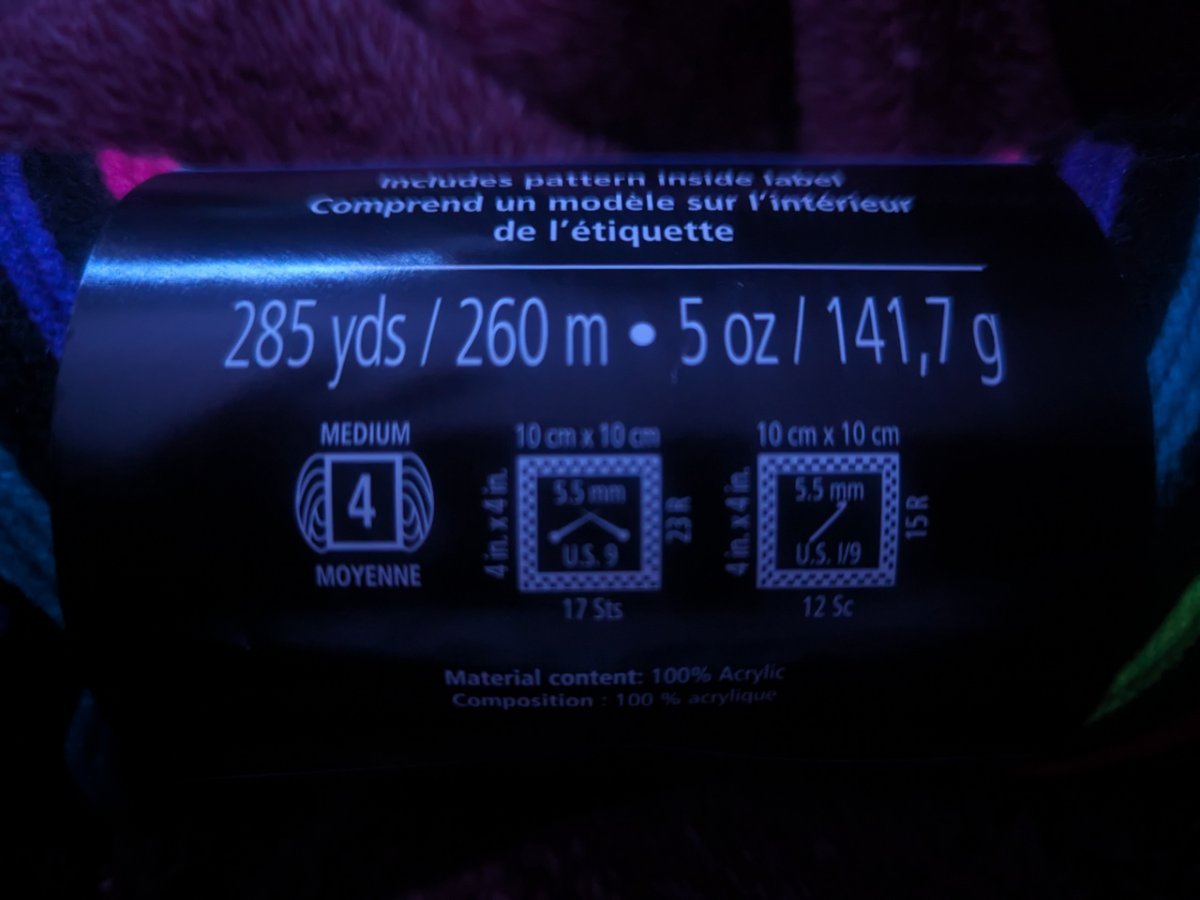 Includes pattern inside label
Comprend un modèle sur l'intérieur
de l'étiquette
285 yds / 260 m • 5 oz / 141,7 g
MEDIUM
4
MOYENNE
10 cm x 10 cm
4 in. x 4 in.
5.5 mm
U.S. 9
23 R
17 Sts
10 cm x 10 cm
4 in. x 4 in.
5.5 mm
U.S. I/9
15 R
12 Sc
Material content: 100% Acrylic
Composition : 100 % acrylique